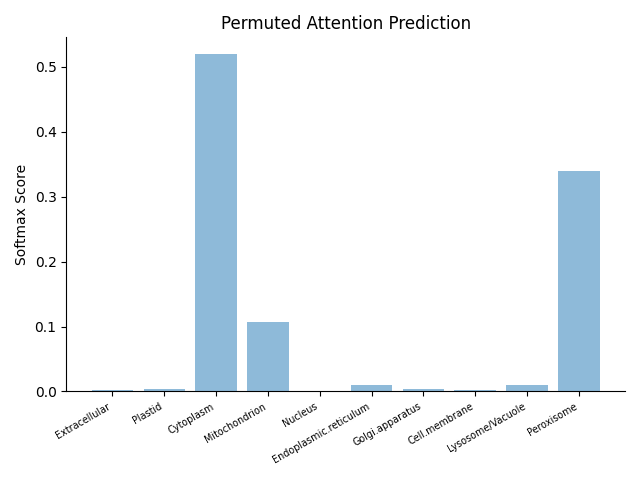 Permuted Attention Prediction
Softmax Score
0.5
0.4
0.3
0.2
0.1
0.0
Extracellular
Plastid
Cytoplasm
Mitochondrion
Nucleus
Endoplasmic.reticulum
Golgi.apparatus
Cell.membrane
Lysosome/Vacuole
Peroxisome